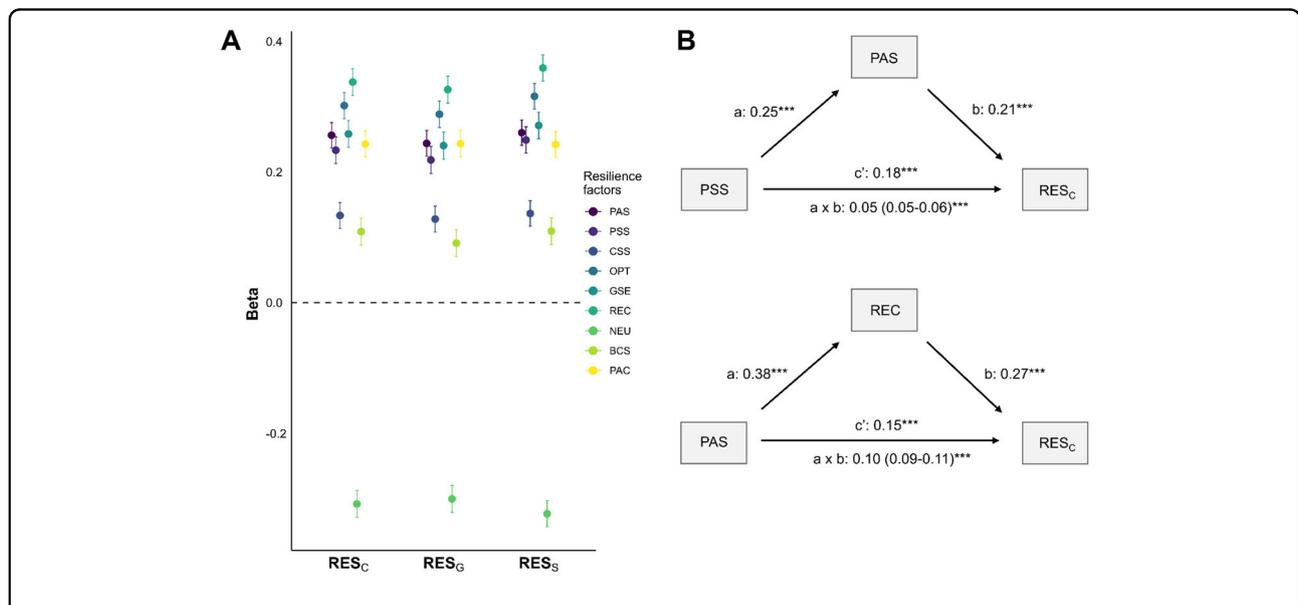 A
0.4
0.2
0.0
-0.2
Beta
RESC
RESG
RESS
Resilience
factors
PAS
PSS
CSS
OPT
GSE
REC
NEU
BCS
PAC
B
PAS
a: 0.25***
b: 0.21***
PSS
c': 0.18***
RESC
a x b: 0.05 (0.05-0.06)***
REC
a: 0.38***
b: 0.27***
PAS
c': 0.15***
RESC
a x b: 0.10 (0.09-0.11)***